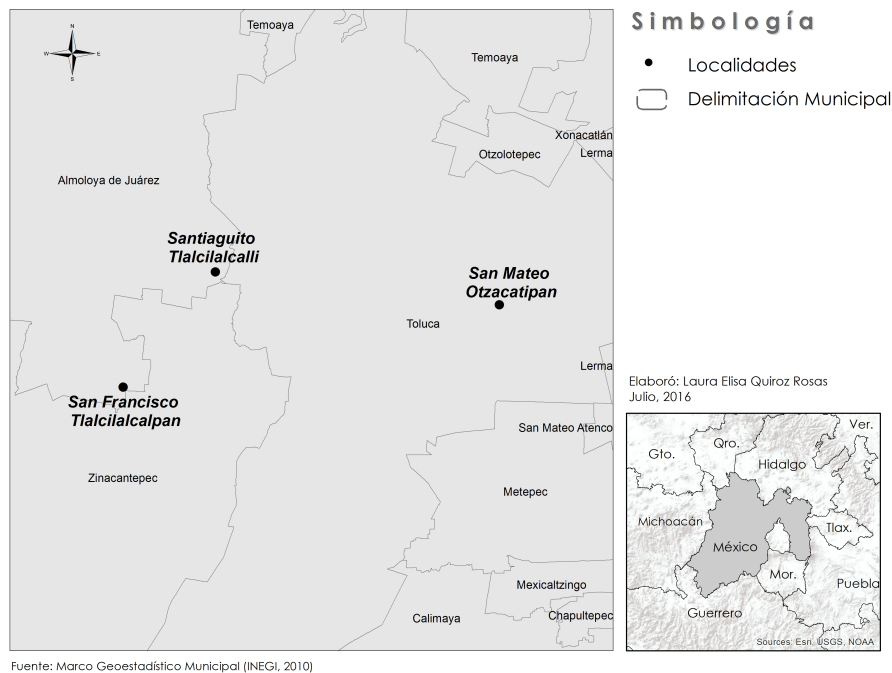 N
W
E
S
Temoaya
Temoaya
Xonacatlán
Otzolotepec
Lerma
Almoloya de Juárez
Santiaguito
Tlalcilalcalli
San Mateo
Otzacatipan
Toluca
Lerma
San Francisco
Tlalcilalcalpan
San Mateo Atenco
Zinacantepec
Metepec
Mexicaltzingo
Calimaya
Chapultepec
Fuente: Marco Geoestadístico Municipal (INEGI, 2010)
Simbología
Localidades
Delimitación Municipal
Elaboró: Laura Elisa Quiroz Rosas
Julio, 2016
Ver.
Qro.
Gto.
Hidalgo
Michoacán
Tlax.
México
Mor.
Puebla
Guerrero
Sources: Esri, USGS, NOAA